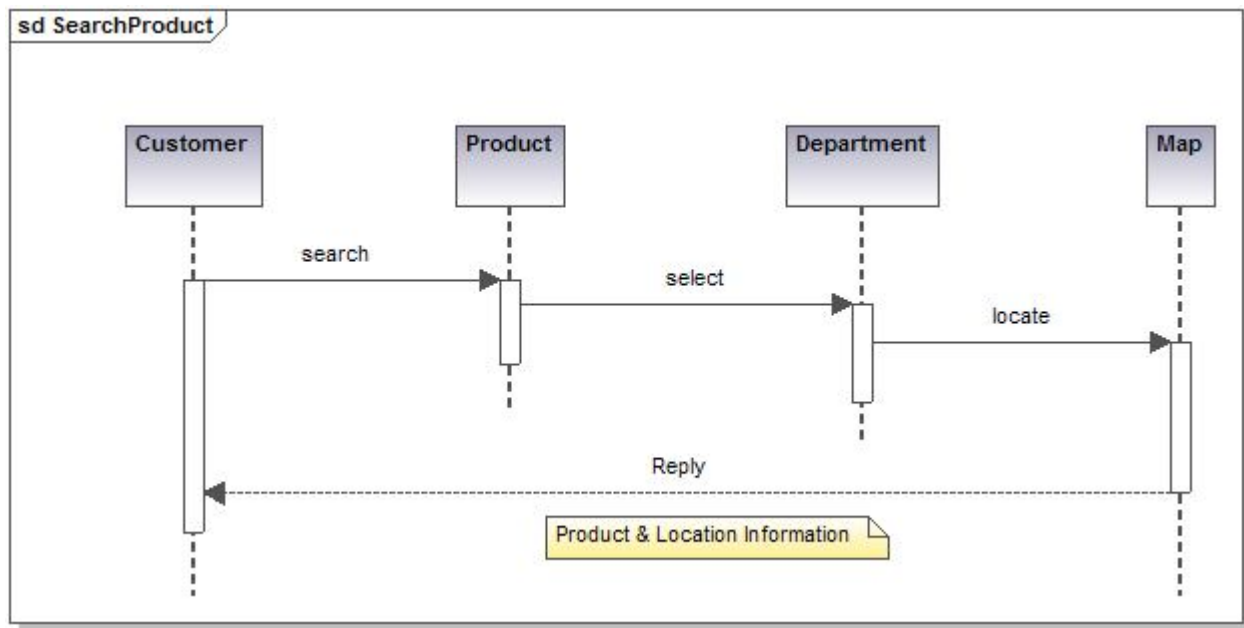 sd SearchProduct
Customer
Product
Department
Map
search
select
locate
Reply
Product & Location Information